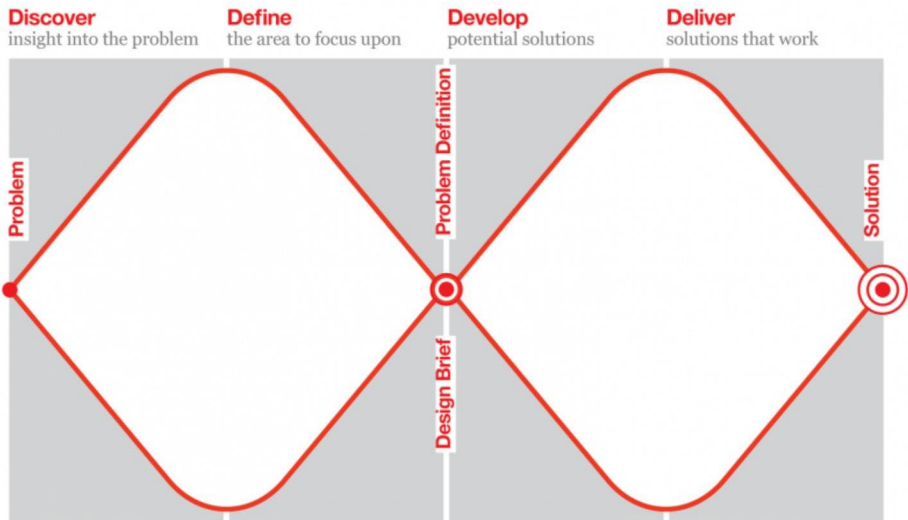 Discover
insight into the problem
Define
the area to focus upon
Develop
potential solutions
Deliver
solutions that work
Problem
Problem Definition
Design Brief
Solution